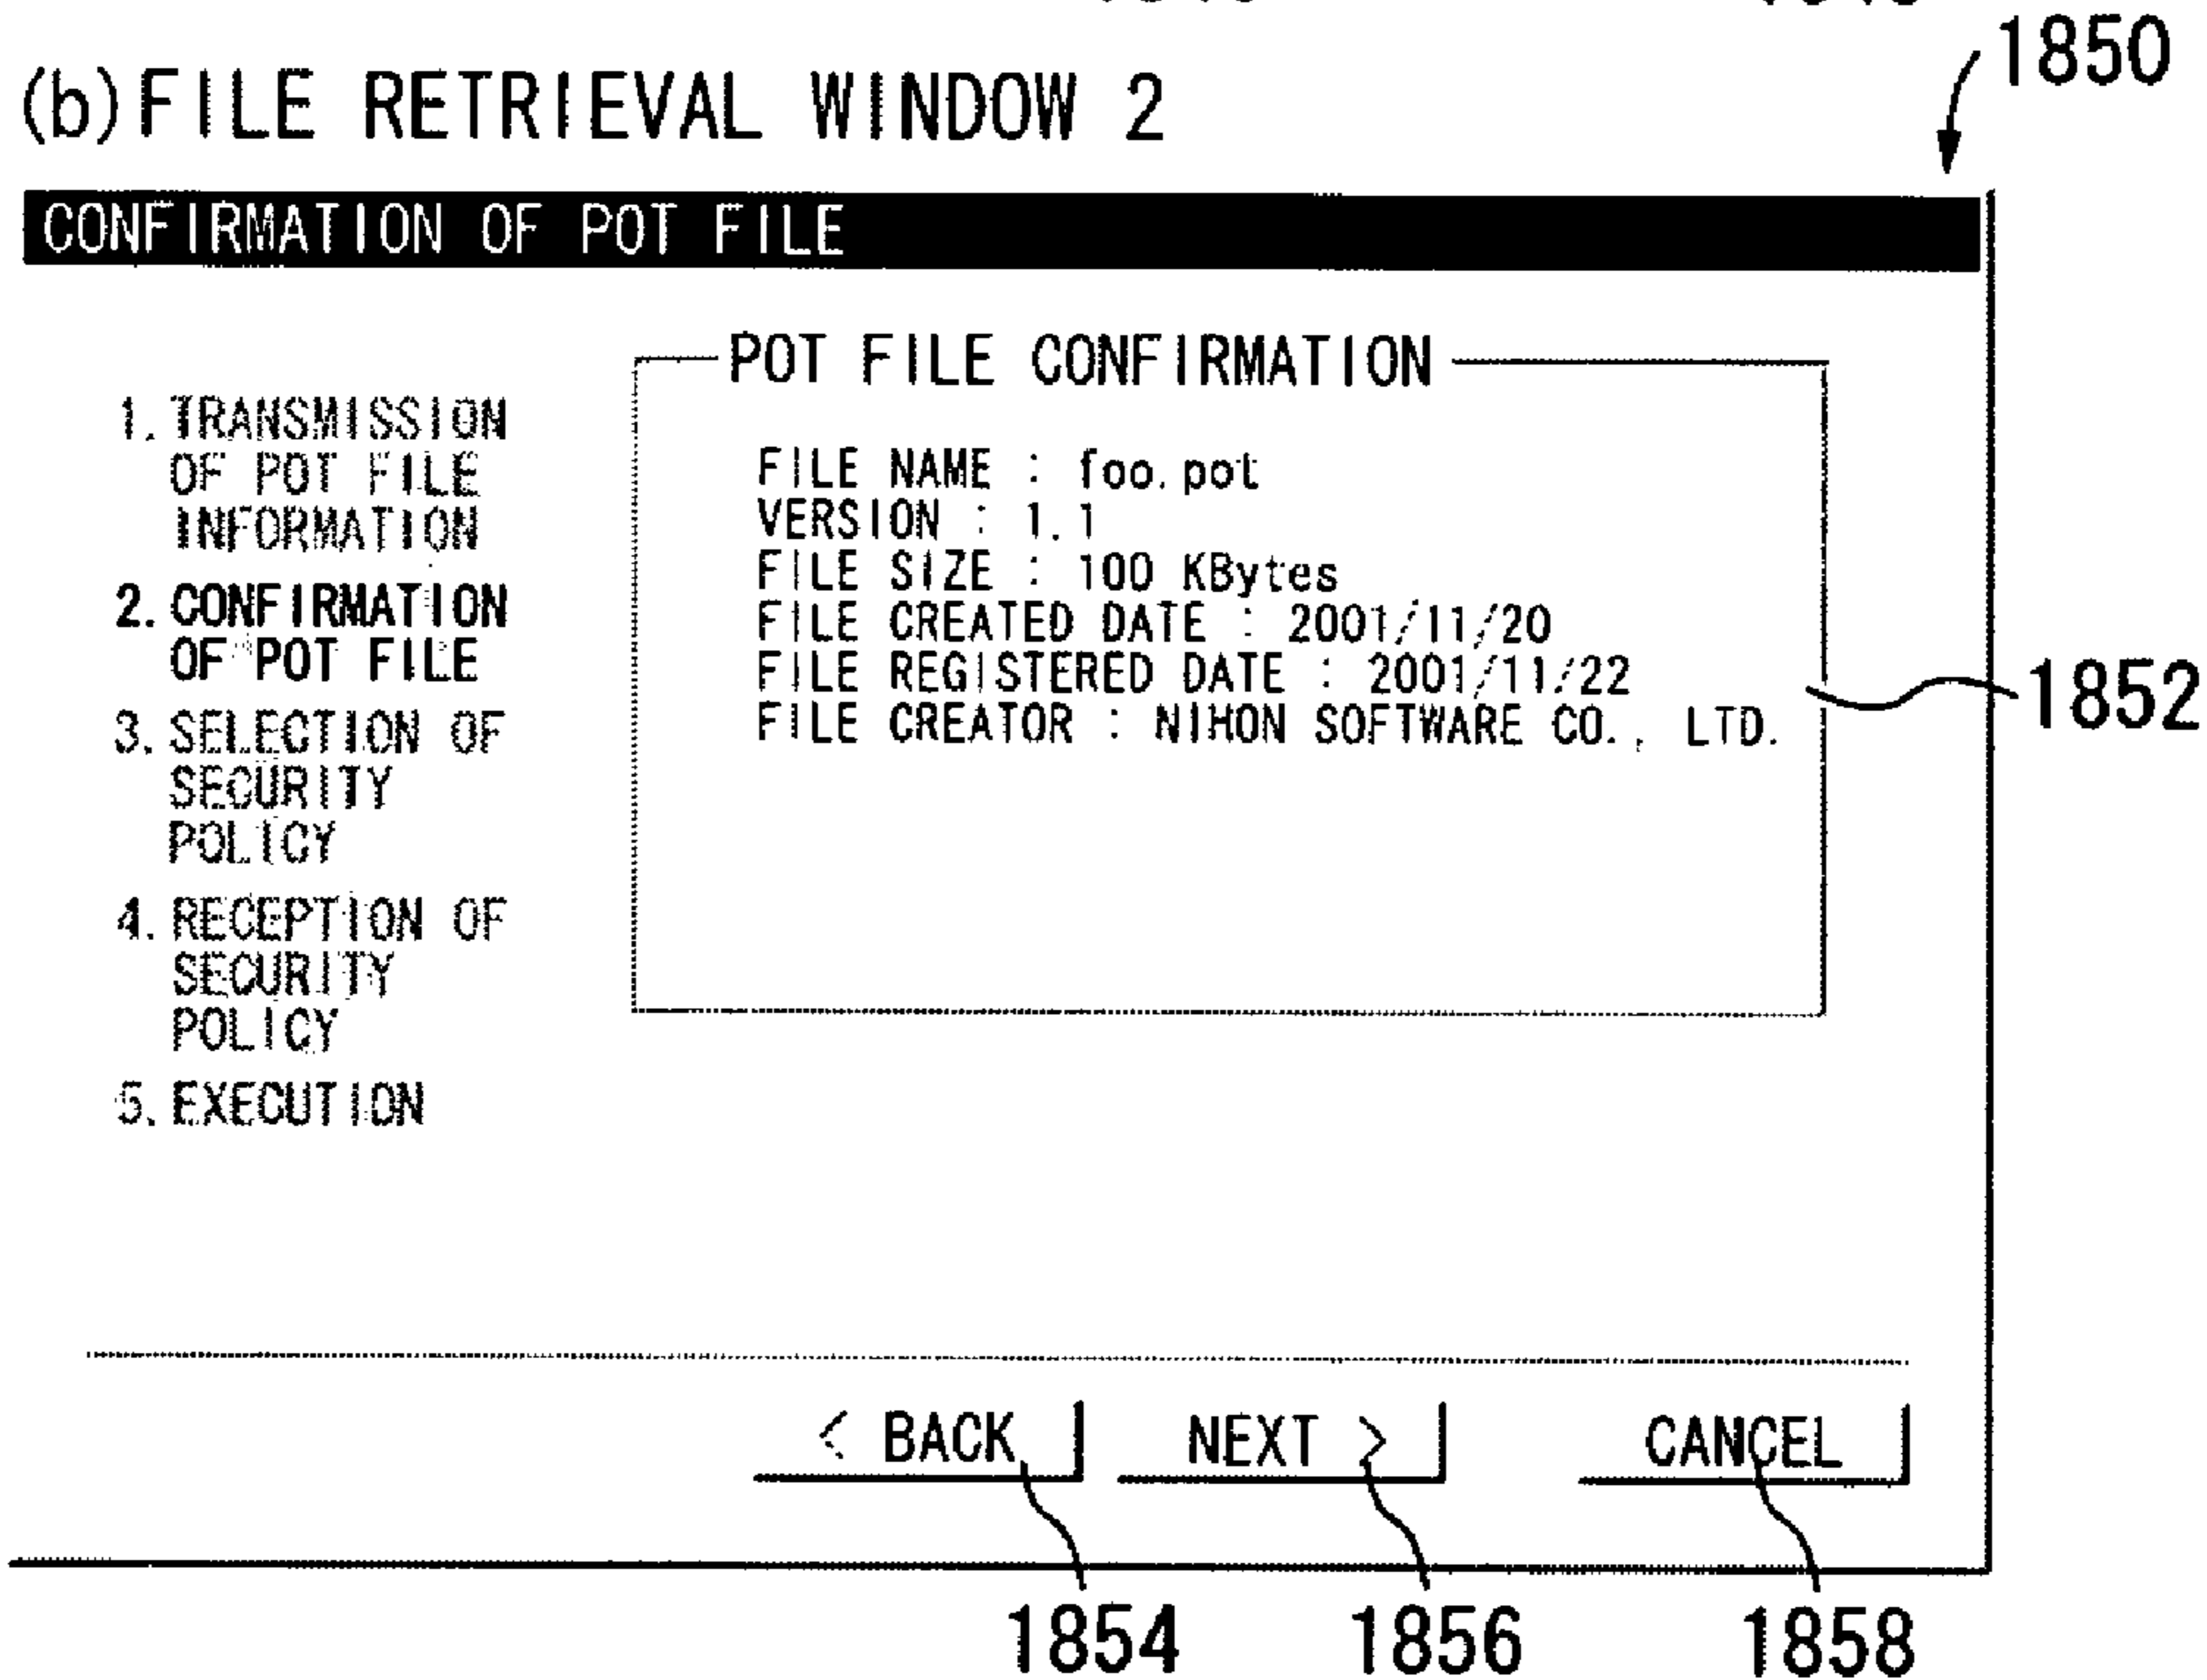 1850
(b) FILE RETRIEVAL WINDOW 2
CONFIRMATION OF POT FILE
1. TRANSMISSION
OF POT FILE
INFORMATION
2. CONFIRMATION
OF POT FILE
3. SELECTION OF
SECURITY
POLICY
4. RECEPTION OF
SECURITY
POLICY
5. EXECUTION
POT FILE CONFIRMATION
FILE NAME : foo.pot
VERSION : 1.1
FILE SIZE : 100 KBytes
FILE CREATED DATE : 2001/11/20
FILE REGISTERED DATE : 2001/11/22
FILE CREATOR : NIHON SOFTWARE CO., LTD.
1852
< BACK
NEXT >
CANCEL
1854
1856
1858